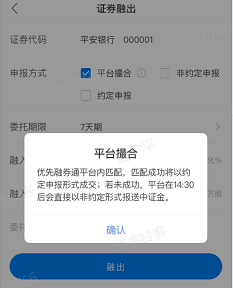 证券融出
证券代码 平安银行 000001
申报方式 平台撮合 非约定申报
约定申报
委托期限 7天期
平台撮合
优先融券通平台内匹配，匹配成功将以约
定申报形式成交；若未成功，平台在14:30
后会直接以非约定形式报送中证金。
确认
融出